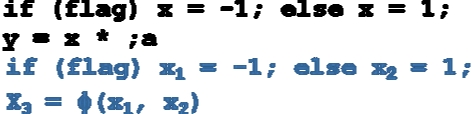 if (flag) x = -1; else x = 1;
y = x * ;a
if (flag) x₁ = -1; else x₂ = 1;
X₃ = ϕ(x₁, x₂)